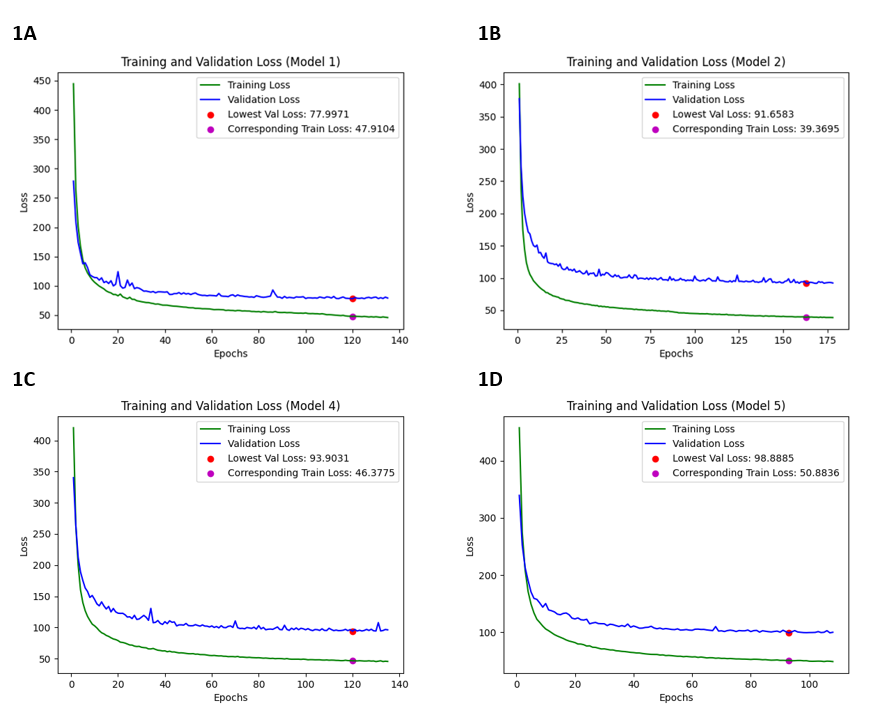 1A
Training and Validation Loss (Model 1)
Training Loss
Validation Loss
Lowest Val Loss: 77.9971
Corresponding Train Loss: 47.9104
Loss
450
400
350
300
250
200
150
100
50
0 20 40 60 80 100 120 140
Epochs
1B
Training and Validation Loss (Model 2)
Training Loss
Validation Loss
Lowest Val Loss: 91.6583
Corresponding Train Loss: 39.3695
Loss
400
350
300
250
200
150
100
50
0 25 50 75 100 125 150 175
Epochs
1C
Training and Validation Loss (Model 4)
Training Loss
Validation Loss
Lowest Val Loss: 93.9031
Corresponding Train Loss: 46.3775
Loss
400
350
300
250
200
150
100
50
0 20 40 60 80 100 120 140
Epochs
1D
Training and Validation Loss (Model 5)
Training Loss
Validation Loss
Lowest Val Loss: 98.8885
Corresponding Train Loss: 50.8836
Loss
400
300
200
100
0 20 40 60 80 100
Epochs